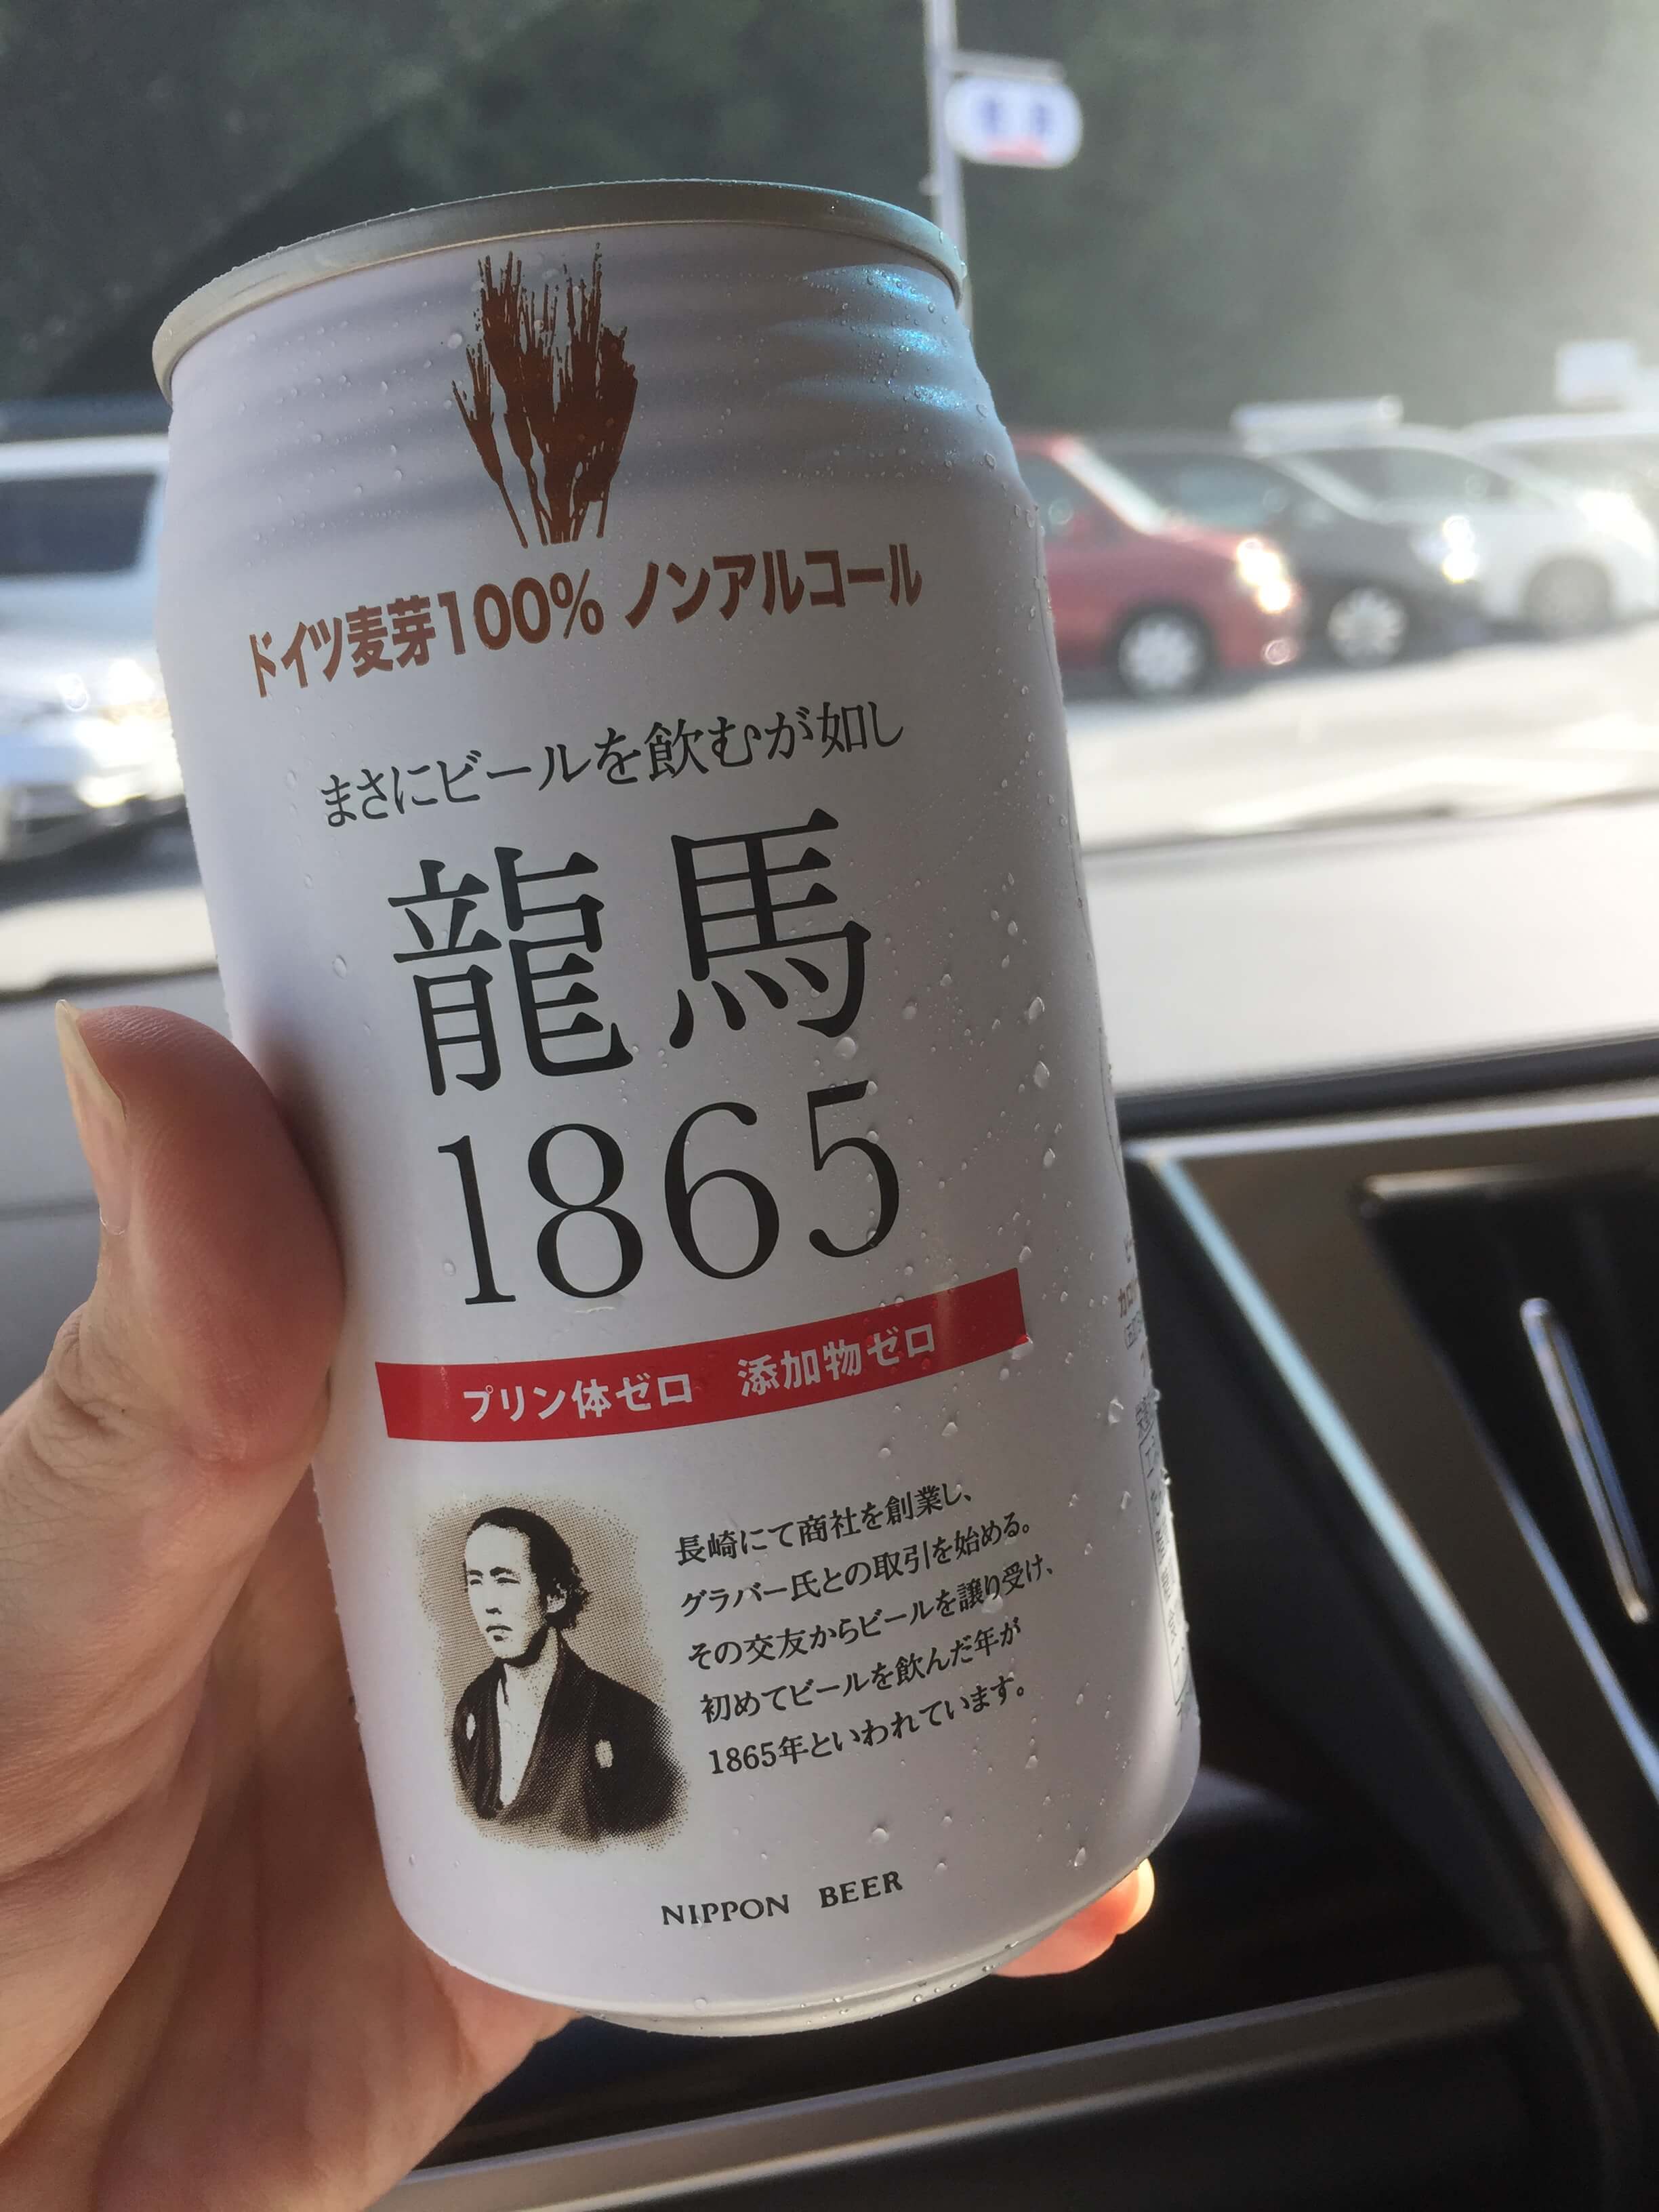 ドイツ麦芽100% ノンアルコール
まさにビールを飲むが如し
龍馬
1865
プリン体ゼロ 添加物ゼロ
長崎にて商社を創業し、
グラバー氏との取引を始める。
その交友からビールを譲り受け、
初めてビールを飲んだ年が
1865年といわれています。
NIPPON BEER